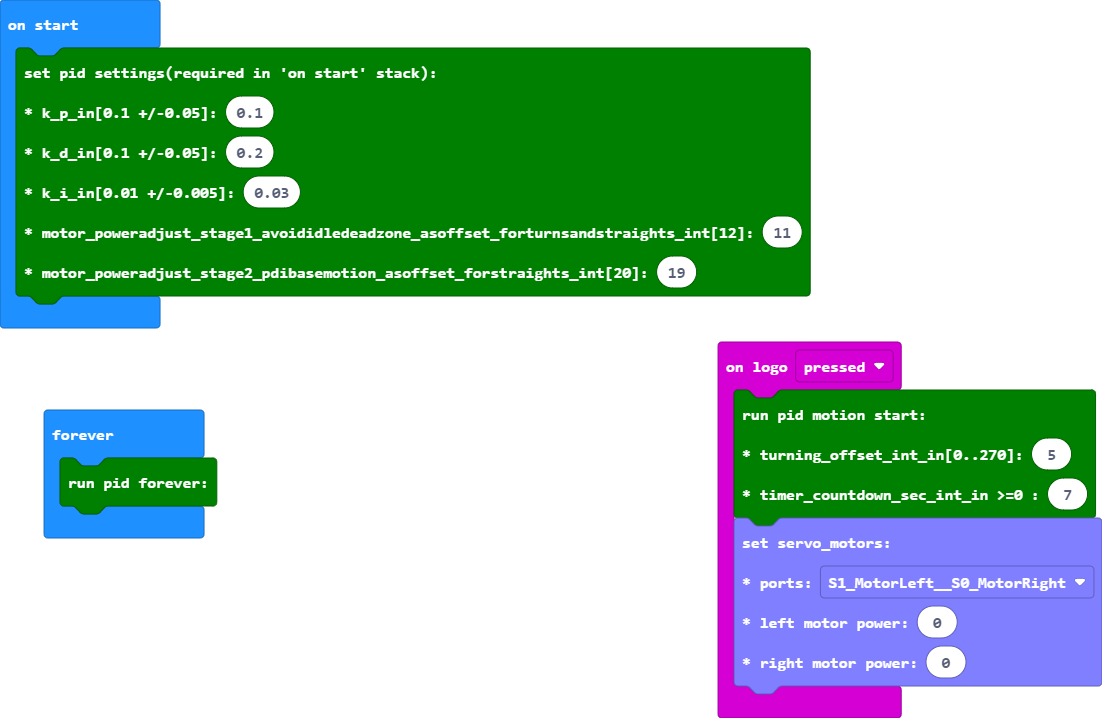 on start
set pid settings(required in 'on start' stack):
* k_p_in[0.1 +/-0.05]: 0.1
* k_d_in[0.1 +/-0.05]: 0.2
* k_i_in[0.01 +/-0.005]: 0.03
* motor_poweradjust_stage1_avoididledeadzone_asoffset_forturnsandstraights_int[12]: 11
* motor_poweradjust_stage2_pdibasemotion_asoffset_forstraights_int[20]: 19
forever
run pid forever:
on logo pressed
run pid motion start:
* turning_offset_int_in[0..270]: 5
* timer_countdown_sec_int_in >=0 : 7
set servo_motors:
* ports: S1_MotorLeft__S0_MotorRight
* left motor power: 0
* right motor power: 0